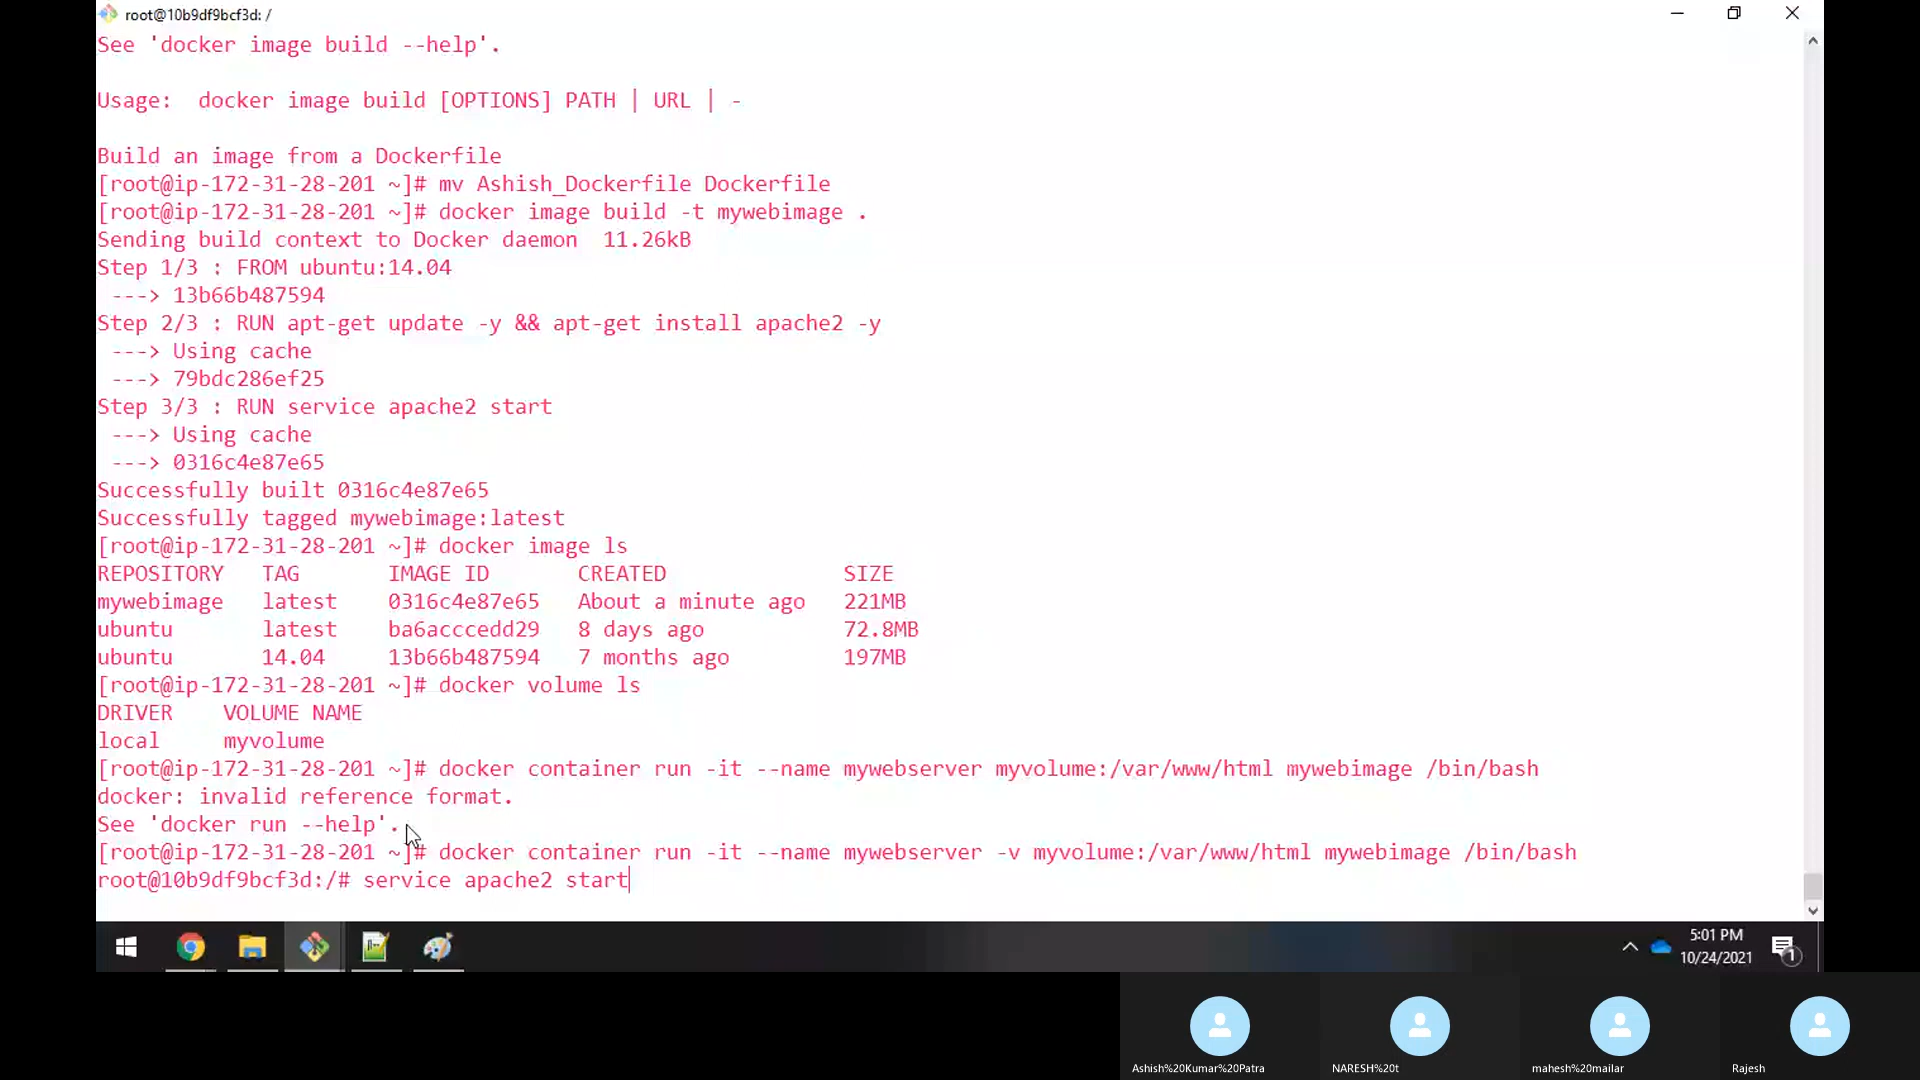 root@10b9df9bcf3d: /
See 'docker image build --help'.
Usage:  docker image build [OPTIONS] PATH | URL | -
Build an image from a Dockerfile
[root@ip-172-31-28-201 ~]# mv Ashish_Dockerfile Dockerfile
[root@ip-172-31-28-201 ~]# docker image build -t mywebimage .
Sending build context to Docker daemon  11.26kB
Step 1/3 : FROM ubuntu:14.04
 ---> 13b66b487594
Step 2/3 : RUN apt-get update -y && apt-get install apache2 -y
 ---> Using cache
 ---> 79bdc286ef25
Step 3/3 : RUN service apache2 start
 ---> Using cache
 ---> 0316c4e87e65
Successfully built 0316c4e87e65
Successfully tagged mywebimage:latest
[root@ip-172-31-28-201 ~]# docker image ls
REPOSITORY   TAG       IMAGE ID       CREATED              SIZE
mywebimage   latest    0316c4e87e65   About a minute ago   221MB
ubuntu       latest    ba6acccedd29   8 days ago           72.8MB
ubuntu       14.04     13b66b487594   7 months ago         197MB
[root@ip-172-31-28-201 ~]# docker volume ls
DRIVER    VOLUME NAME
local     myvolume
[root@ip-172-31-28-201 ~]# docker container run -it --name mywebserver myvolume:/var/www/html mywebimage /bin/bash
docker: invalid reference format.
See 'docker run --help'.
[root@ip-172-31-28-201 ~]# docker container run -it --name mywebserver -v myvolume:/var/www/html mywebimage /bin/bash
root@10b9df9bcf3d:/# service apache2 start
5:01 PM
10/24/2021
1
Ashish%20Kumar%20Patra
NARESH%20t
mahesh%20mailar
Rajesh